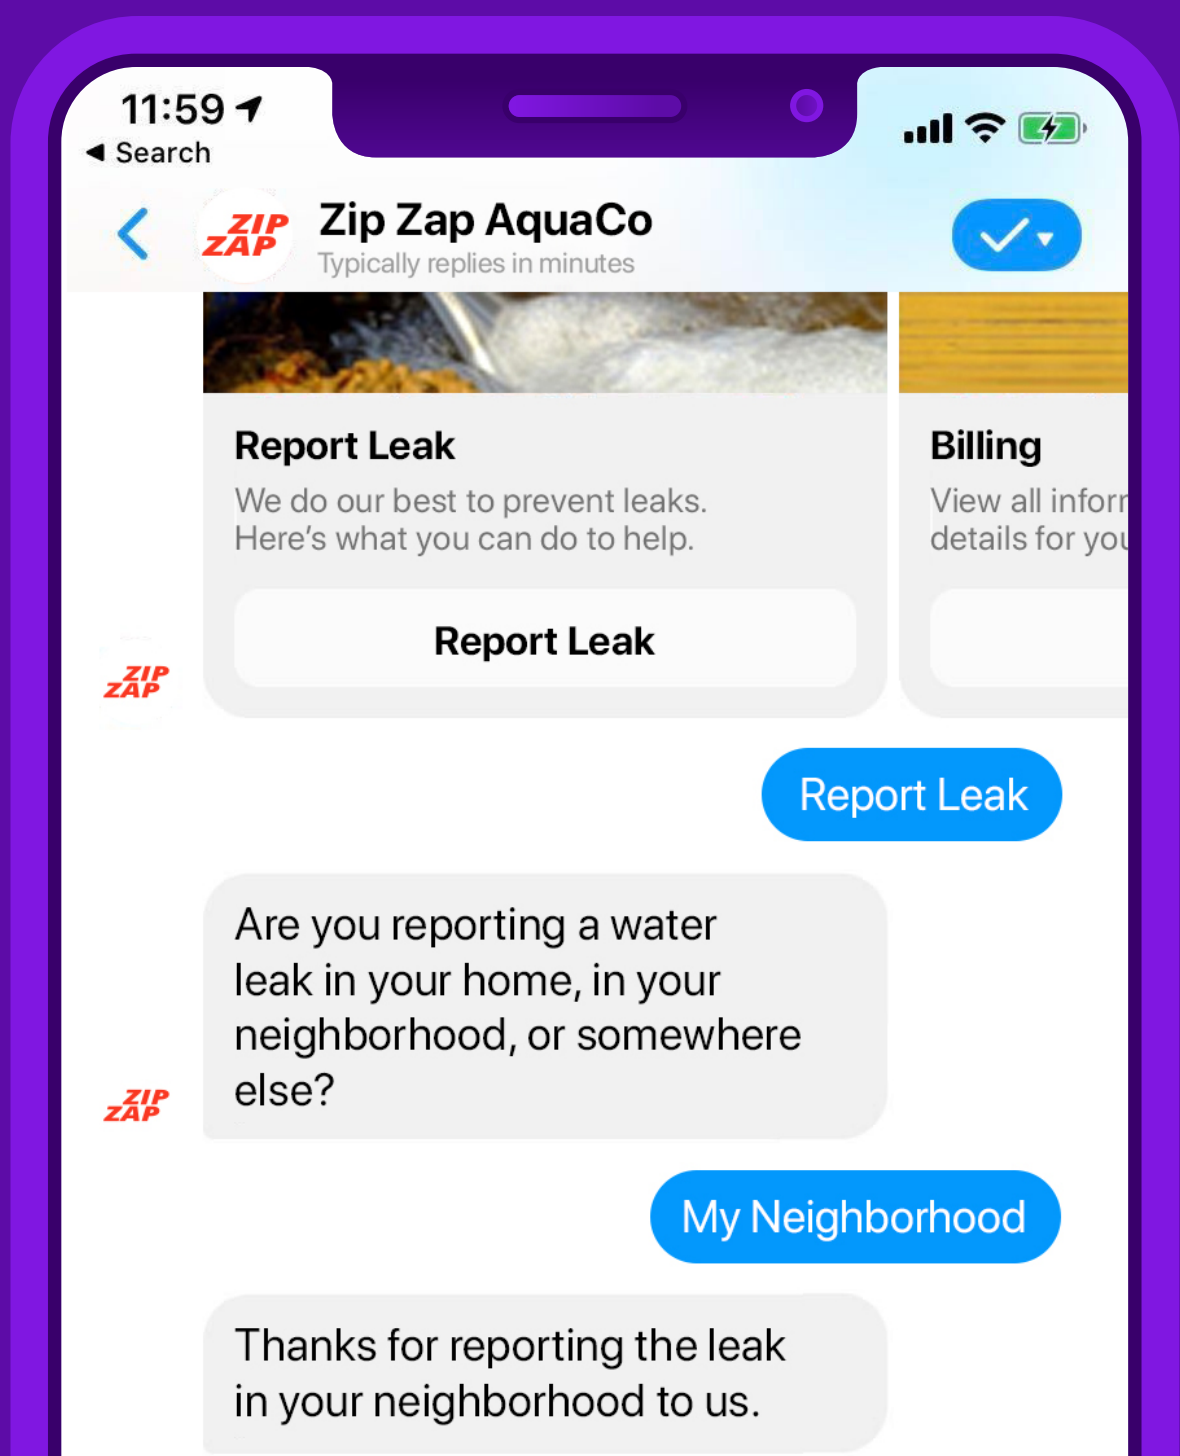 11:59
Search
ZIP
ZAP
Zip Zap AquaCo
Typically replies in minutes
Report Leak
We do our best to prevent leaks.
Here's what you can do to help.
Report Leak
Billing
View all
details for
ZIP
ZAP
Report Leak
Are you reporting a water
leak in your home, in your
neighborhood, or somewhere
else?
ZIP
ZAP
My Neighborhood
Thanks for reporting the leak
in your neighborhood to us.